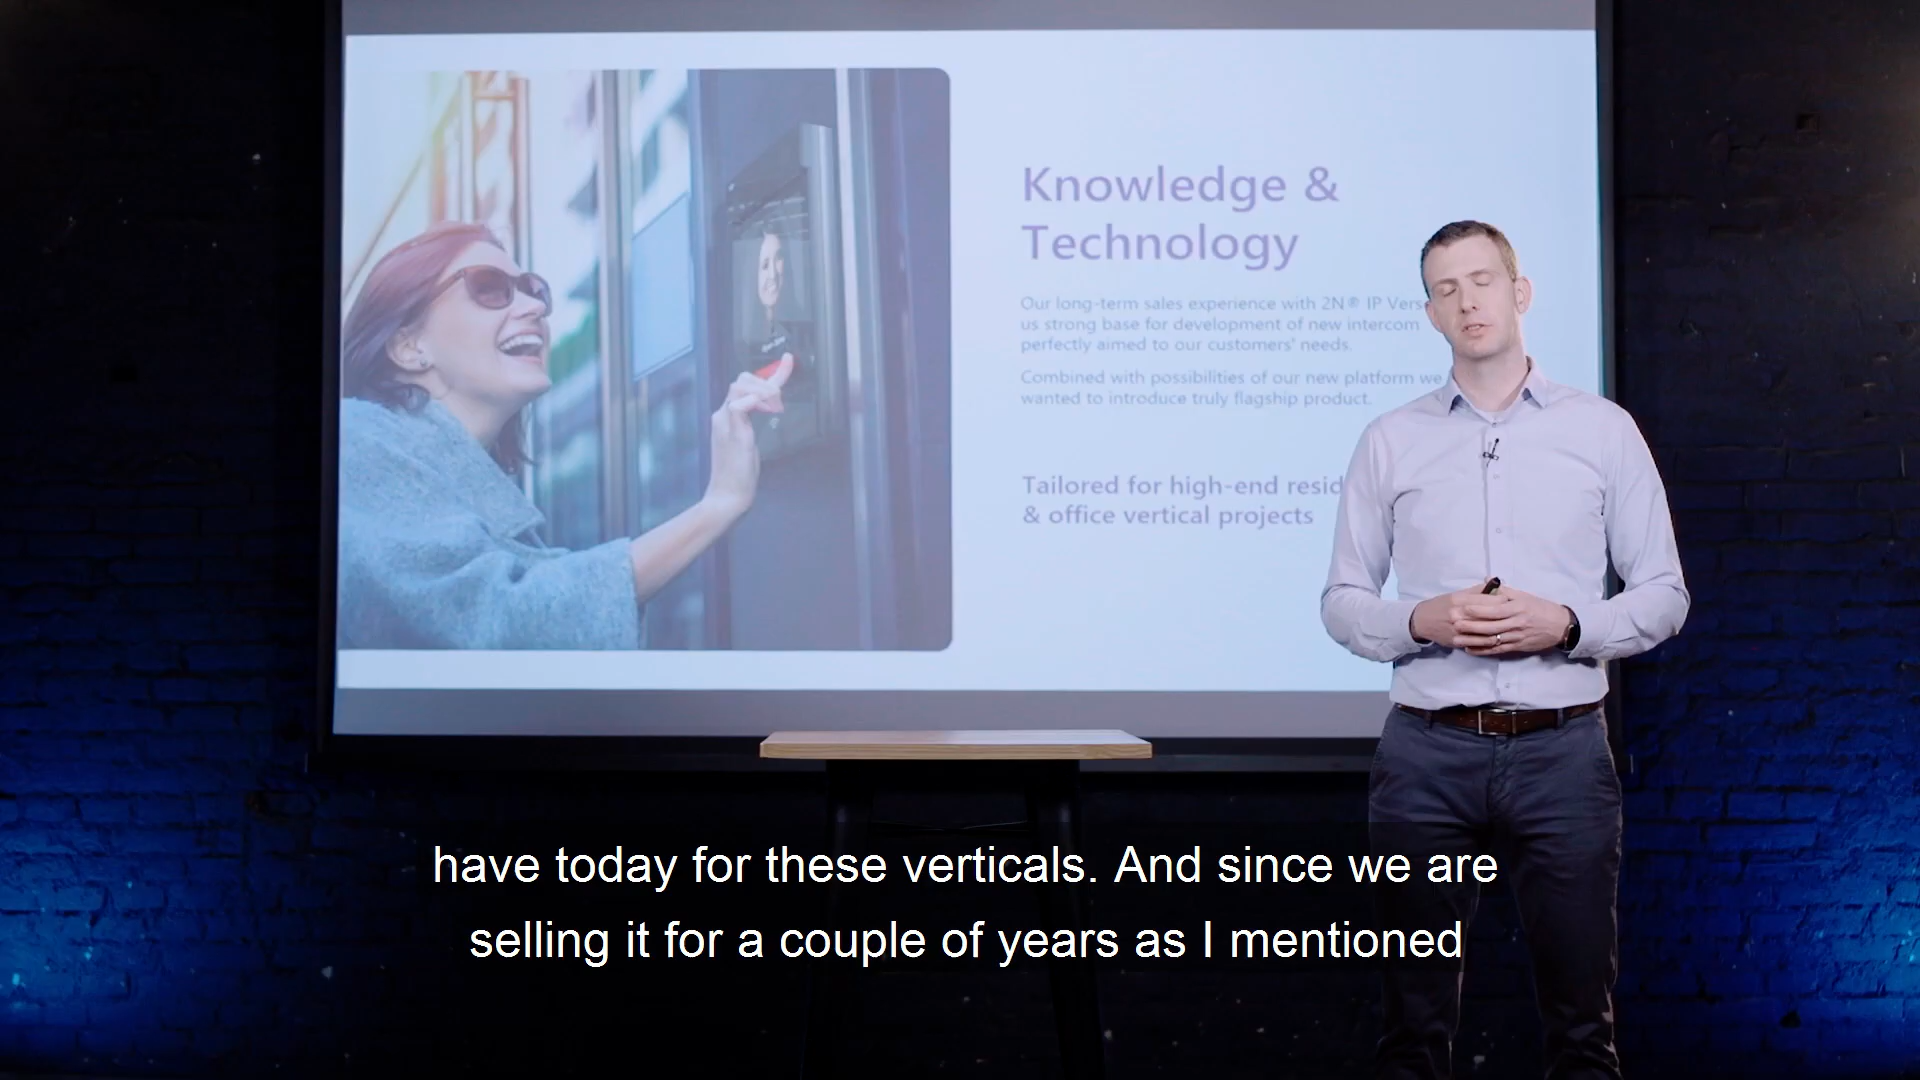 Knowledge &
Technology
Our long-term sales experience with 2N® IP
us strong base for development of new intercom
perfectly aimed to our customers' needs.
Combined with possibilities of our new platform we
wanted to introduce truly flagship product.
Tailored for high-end
& office vertical projects
have today for these verticals. And since we are
selling it for a couple of years as I mentioned